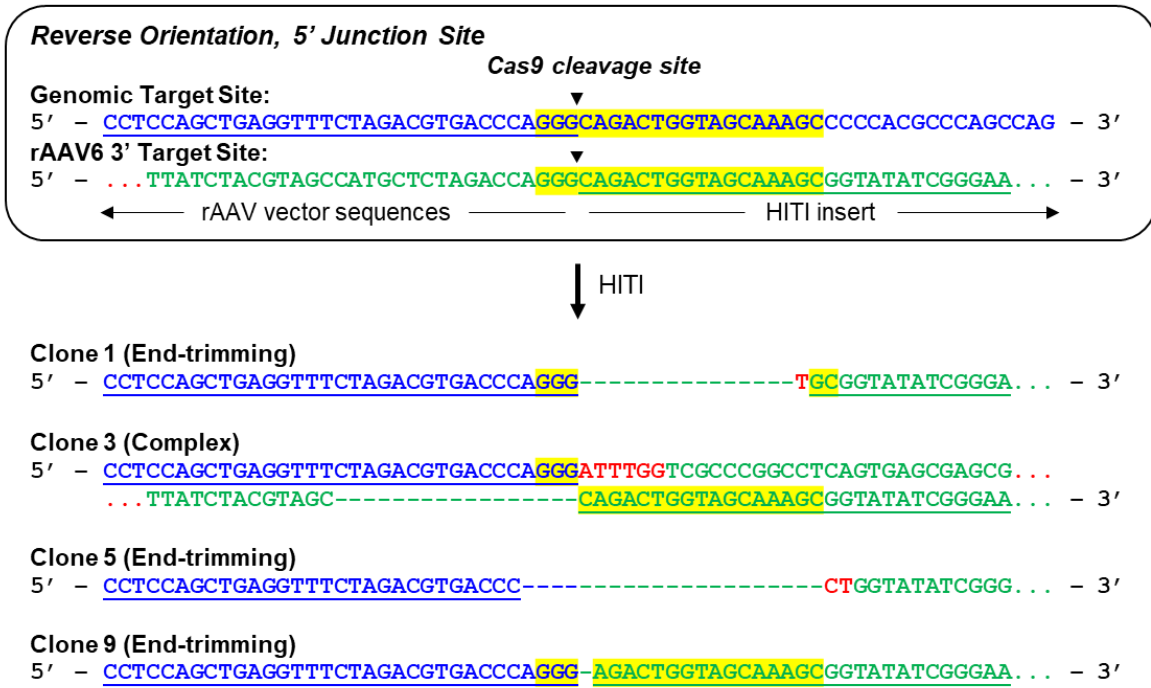 Reverse Orientation, 5’ Junction Site
Cas9 cleavage site
Genomic Target Site:
5’ – CCTCCAGCTGAGGTTTCTAGACGTGACCCAGGGCAGACTGGTAGCAAAGCCCCCACGCCCAGCCAG – 3’
rAAV6 3’ Target Site:
5’ – ...TTATCTACGTAGCCATGCTCTAGACCAGGGCAGACTGGTAGCAAAGCGGTATATCGGGAA... – 3’
rAAV vector sequences HITI insert
HITI
Clone 1 (End-trimming)
5’ – CCTCCAGCTGAGGTTTCTAGACGTGACCCAGGG---------------TGCGGTATATCGGGA... – 3’
Clone 3 (Complex)
5’ – CCTCCAGCTGAGGTTTCTAGACGTGACCCAGGGATTTGGTCGCCCGGCCTCAGTGAGCGAGCG...
...TTATCTACGTAGC-----------------CAGACTGGTAGCAAAGCGGTATATCGGGAA... – 3’
Clone 5 (End-trimming)
5’ – CCTCCAGCTGAGGTTTCTAGACGTGACCC---------------------CTGGTATATCGGG... – 3’
Clone 9 (End-trimming)
5’ – CCTCCAGCTGAGGTTTCTAGACGTGACCCAGGG-AGACTGGTAGCAAAGCGGTATATCGGGAA... – 3’